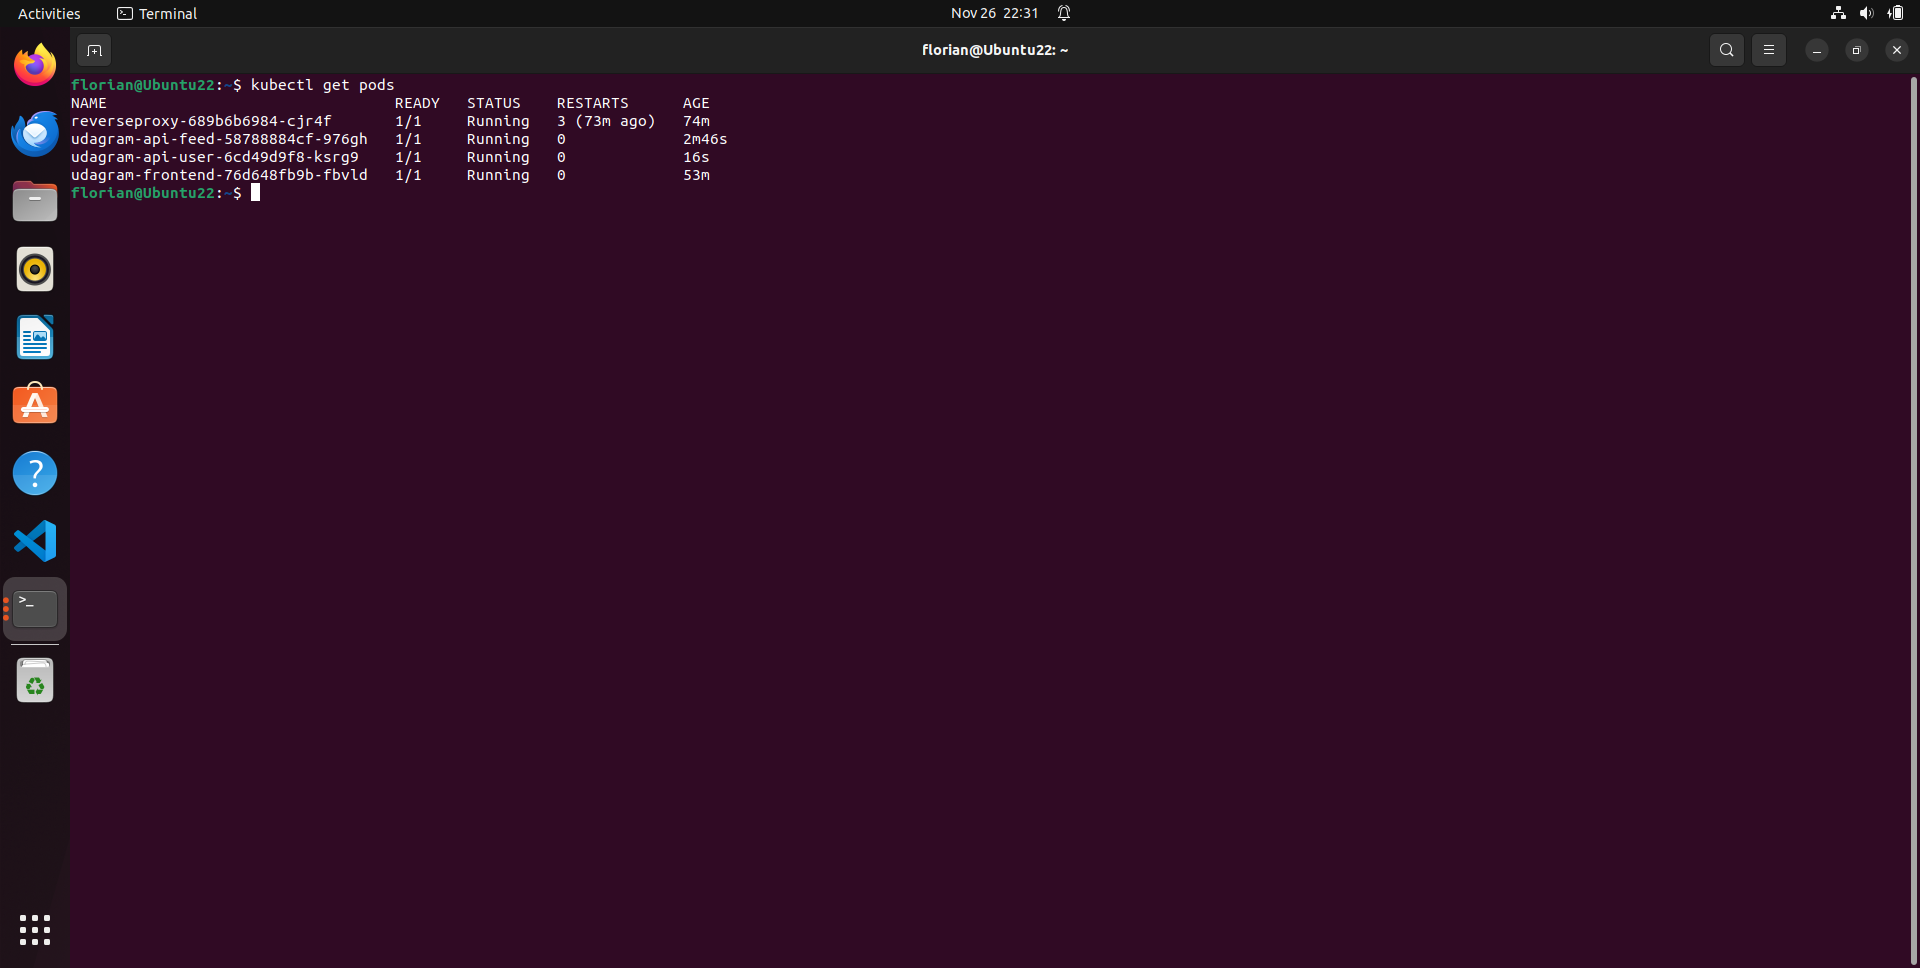 Activities Terminal Nov 26 22:31
florian@Ubuntu22: ~
florian@Ubuntu22:~$ kubectl get pods
NAME READY STATUS RESTARTS AGE
reverseproxy-689b6b6984-cjr4f 1/1 Running 3 (73m ago) 74m
udagram-api-feed-58788884cf-976gh 1/1 Running 0 2m46s
udagram-api-user-6cd49d9f8-ksrg9 1/1 Running 0 16s
udagram-frontend-76d648fb9b-fbvld 1/1 Running 0 53m
florian@Ubuntu22:~$